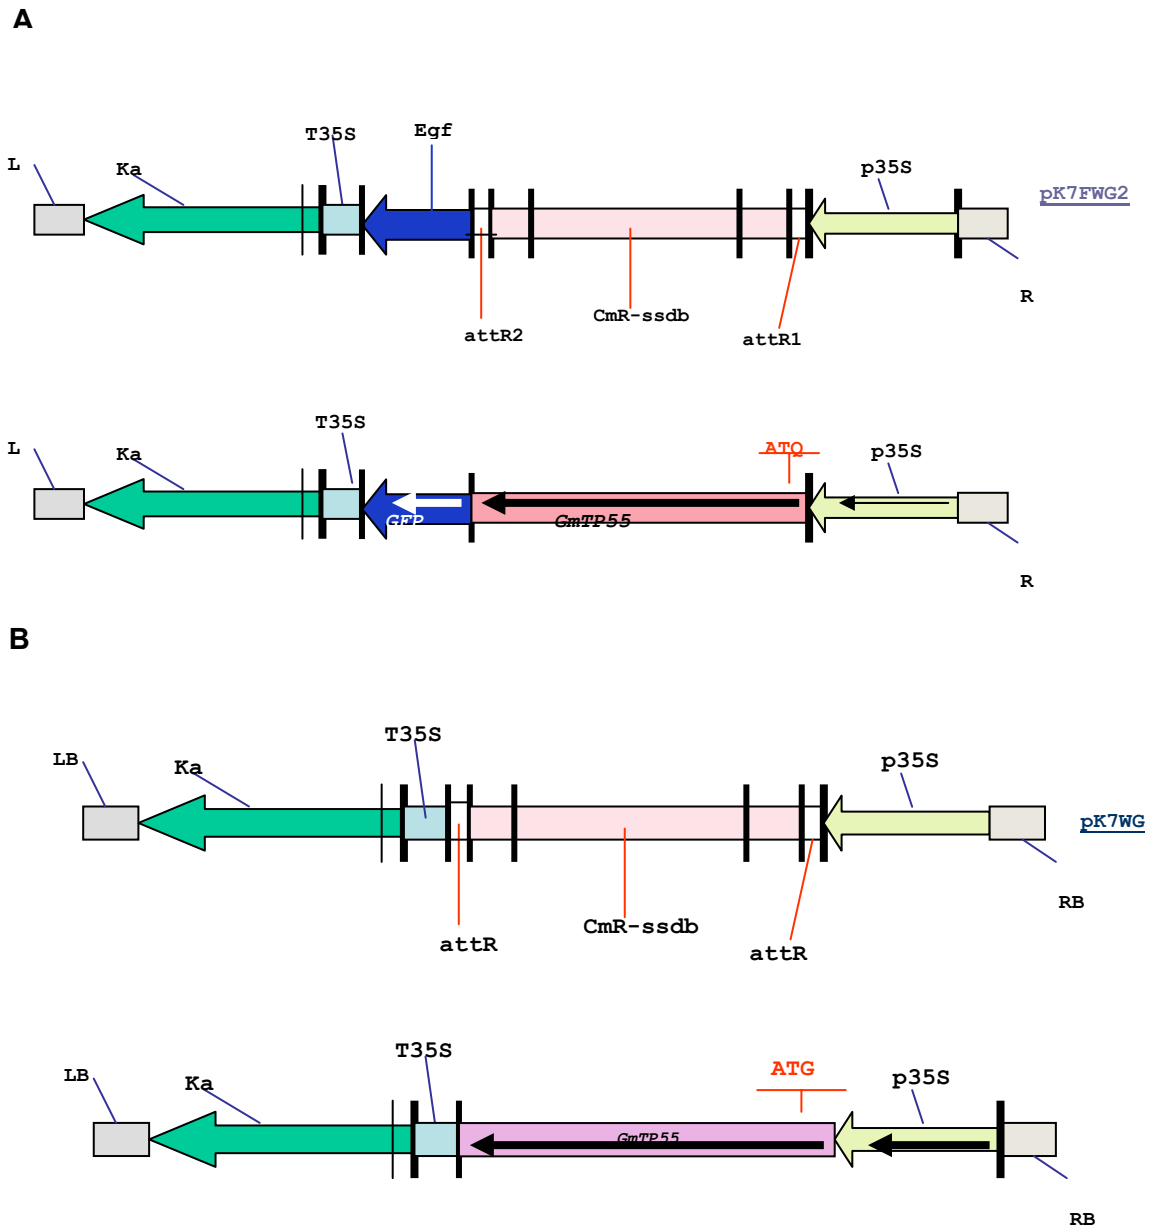 A
T35S
Egf
L
Ka
p35S
pK7FWG2
R
CmR-ssdb
attR2
attR1
T35S
L
Ka
ATQ
p35S
GFP
GmTP55
R
B
T35S
LB
Ka
p35S
pK7WG
RB
CmR-ssdb
attR
attR
T35S
LB
Ka
ATG
p35S
GmTP55
RB